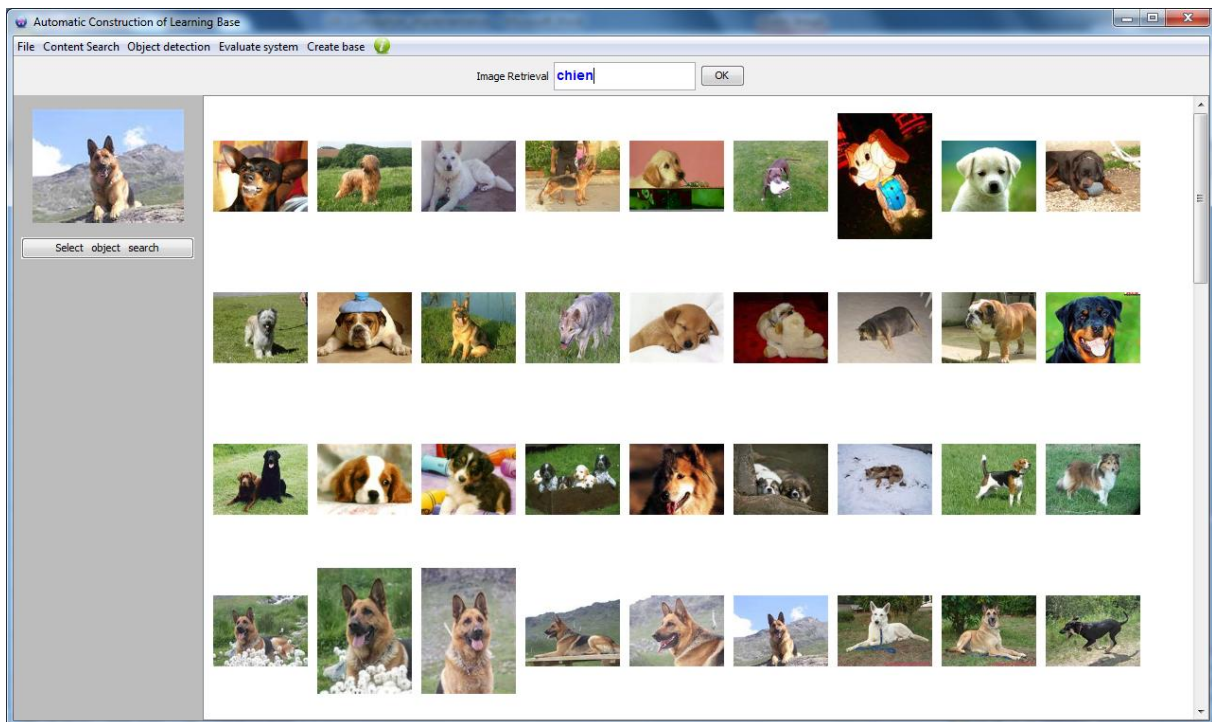 Automatic Construction of Learning Base
File Content Search Object detection Evaluate system Create base
Image Retrieval chien OK
Select object search